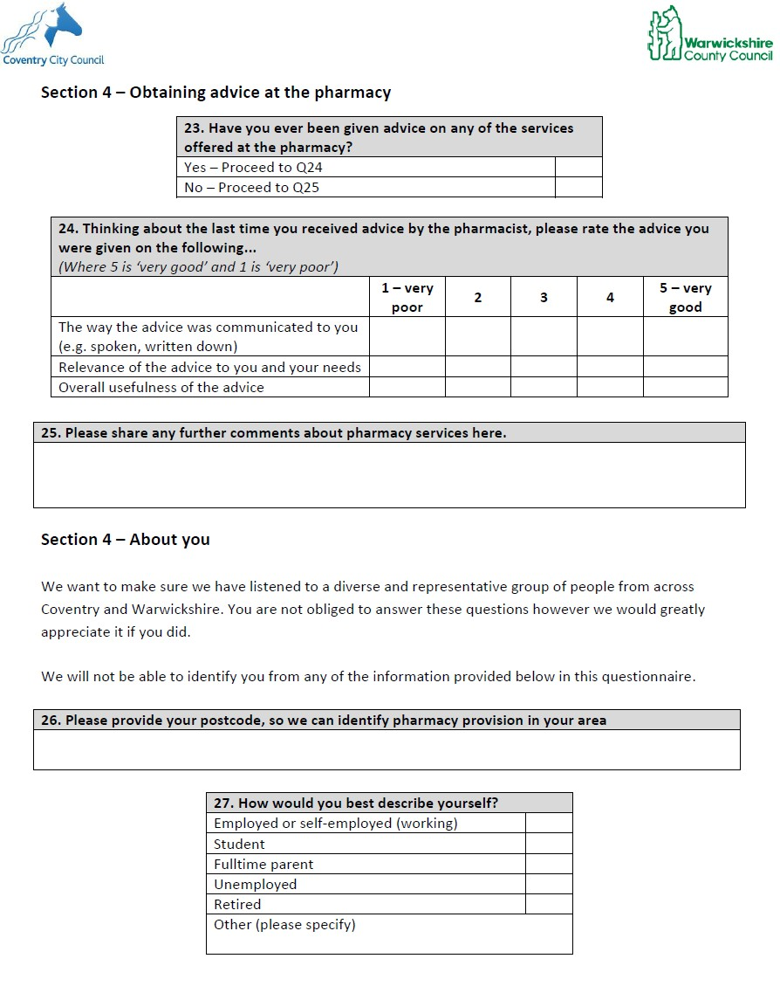 Coventry City Council
Warwickshire
County Council
Section 4 – Obtaining advice at the pharmacy
23. Have you ever been given advice on any of the services
offered at the pharmacy?
Yes – Proceed to Q24
No – Proceed to Q25
24. Thinking about the last time you received advice by the pharmacist, please rate the advice you
were given on the following...
(Where 5 is ‘very good’ and 1 is ‘very poor’)
1 – very
poor
2
3
4
5 – very
good
The way the advice was communicated to you
(e.g. spoken, written down)
Relevance of the advice to you and your needs
Overall usefulness of the advice
25. Please share any further comments about pharmacy services here.
Section 4 – About you
We want to make sure we have listened to a diverse and representative group of people from across
Coventry and Warwickshire. You are not obliged to answer these questions however we would greatly
appreciate it if you did.
We will not be able to identify you from any of the information provided below in this questionnaire.
26. Please provide your postcode, so we can identify pharmacy provision in your area
27. How would you best describe yourself?
Employed or self-employed (working)
Student
Fulltime parent
Unemployed
Retired
Other (please specify)